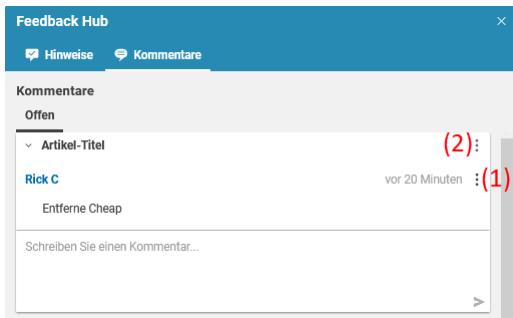 Feedback Hub
Hinweise Kommentare
Kommentare
Offen
Artikel-Titel (2)
Rick C vor 20 Minuten (1)
Entferne Cheap
Schreiben Sie einen Kommentar...